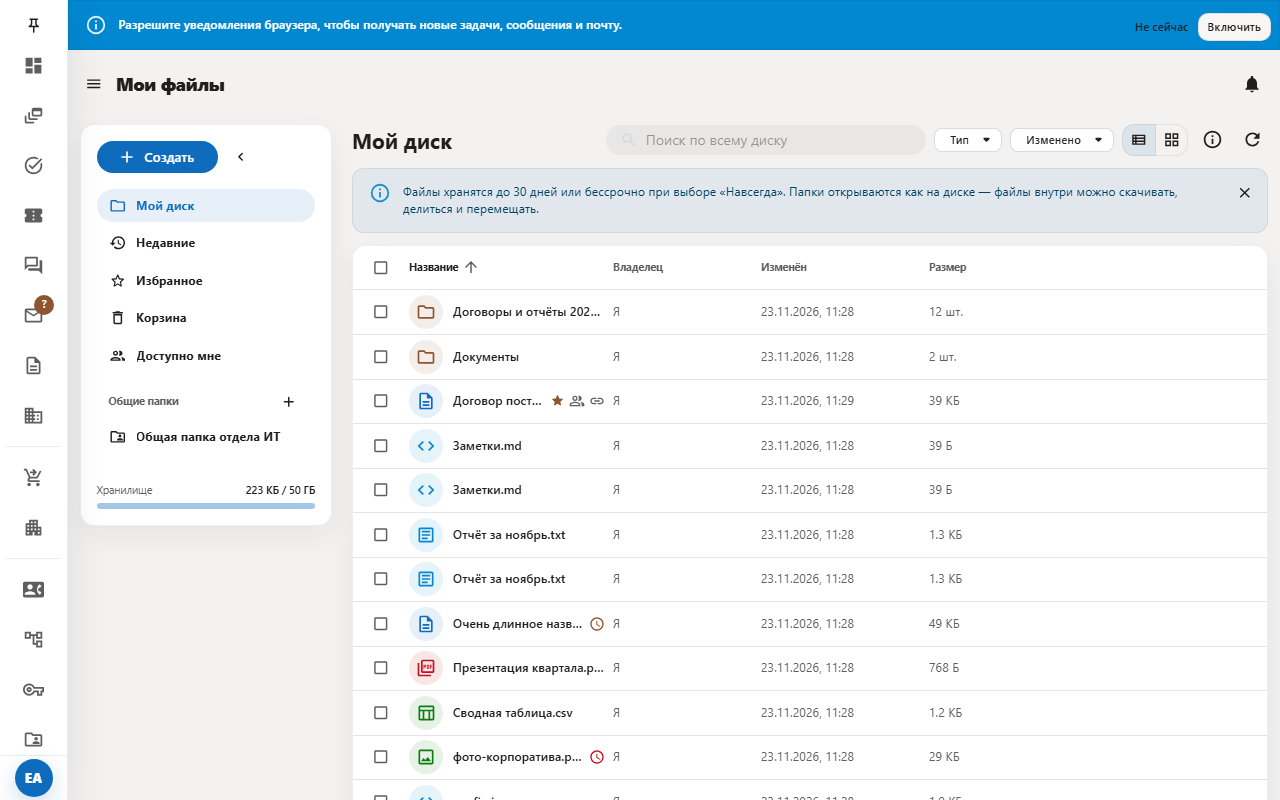 Разрешите уведомления браузера, чтобы получать новые задачи, сообщения и почту.
Не сейчас
Включить
Мои файлы
Создать
Мой диск
Недавние
Избранное
Корзина
Доступно мне
Общие папки
Общая папка отдела ИТ
Хранилище
223 КБ / 50 ГБ
?
EA
Мой диск
Поиск по всему диску
Тип
Изменено
Файлы хранятся до 30 дней или бессрочно при выборе «Навсегда». Папки открываются как на диске — файлы внутри можно скачивать,
делиться и перемещать.
Название Владелец Изменён Размер
Договоры и отчёты 202... Я 23.11.2026, 11:28 12 шт.
Документы Я 23.11.2026, 11:28 2 шт.
Договор пост... Я 23.11.2026, 11:29 39 КБ
Заметки.md Я 23.11.2026, 11:28 39 Б
Заметки.md Я 23.11.2026, 11:28 39 Б
Отчёт за ноябрь.txt Я 23.11.2026, 11:28 1.3 КБ
Отчёт за ноябрь.txt Я 23.11.2026, 11:28 1.3 КБ
Очень длинное назв... Я 23.11.2026, 11:28 49 КБ
PDF Презентация квартала.p... Я 23.11.2026, 11:28 768 Б
Сводная таблица.csv Я 23.11.2026, 11:28 1.2 КБ
фото-корпоратива.p... Я 23.11.2026, 11:28 29 КБ